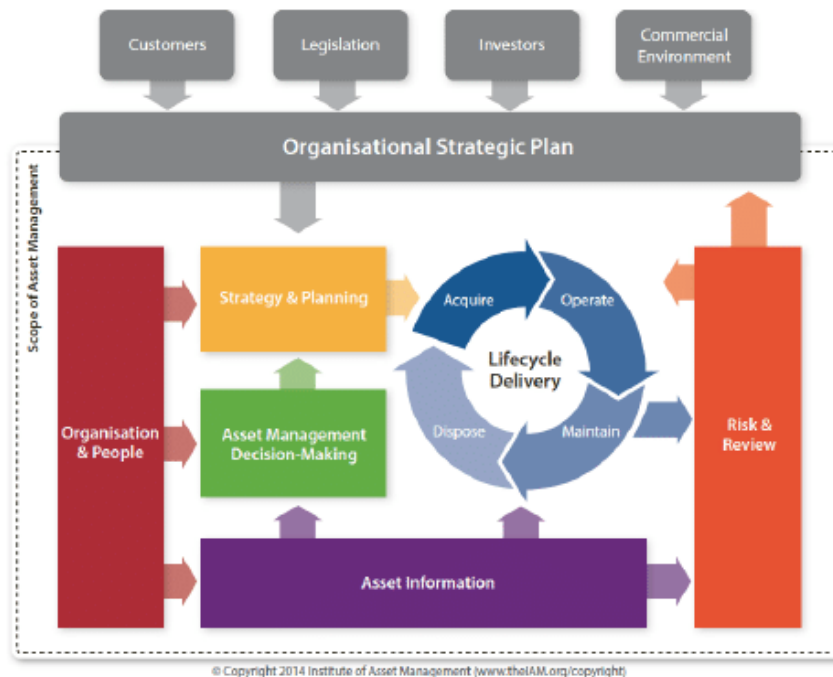 Customers
Legislation
Investors
Commercial
Environment
Organisational Strategic Plan
Scope of Asset Management
Strategy & Planning
Acquire
Operate
Lifecycle
Delivery
Organisation
& People
Asset Management
Decision-Making
Dispose
Maintain
Risk &
Review
Asset Information
© Copyright 2014 Institute of Asset Management (www.theIAM.org/copyright)